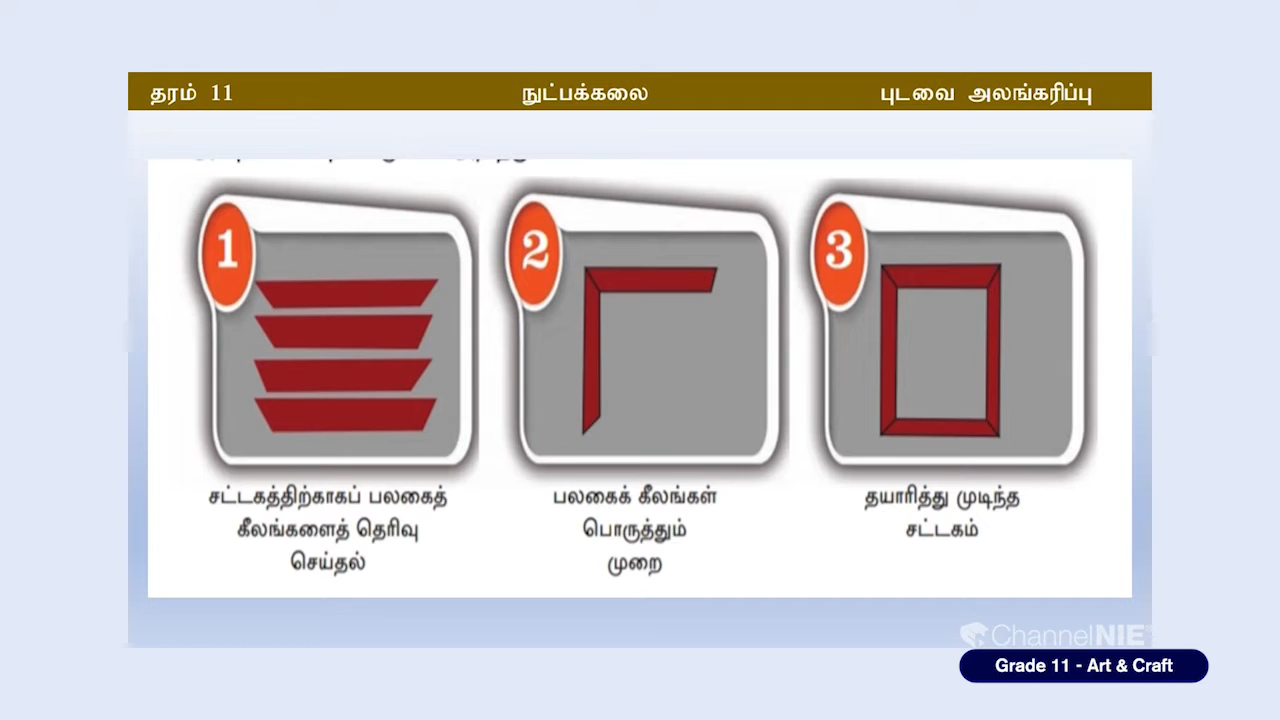 தரம் 11 நுட்பக்கலை புடவை அலங்கரிப்பு
1 2 3
சட்டகத்திற்காகப் பலகைத்
கீலங்களைத் தெரிவு
செய்தல்
பலகைக் கீலங்கள்
பொருத்தும்
முறை
தயாரித்து முடிந்த
சட்டகம்
ChannelNIE
Grade 11 - Art & Craft